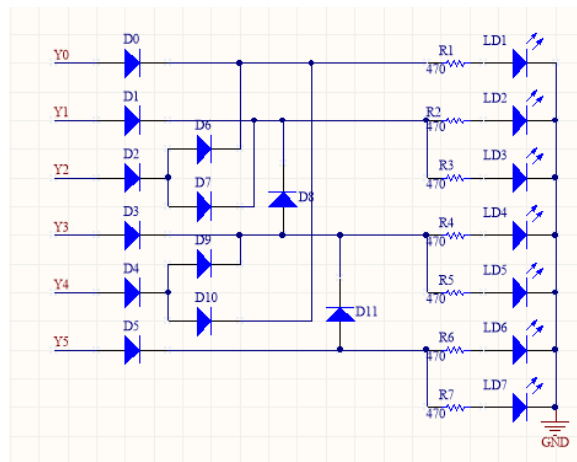 D0
Y0
R1
470
LD1
D1
Y1
R2
470
LD2
D6
D2
Y2
R3
470
LD3
D7
D8
D3
Y3
R4
470
LD4
D9
D4
Y4
R5
470
LD5
D10
D11
D5
Y5
R6
470
LD6
R7
470
LD7
GND